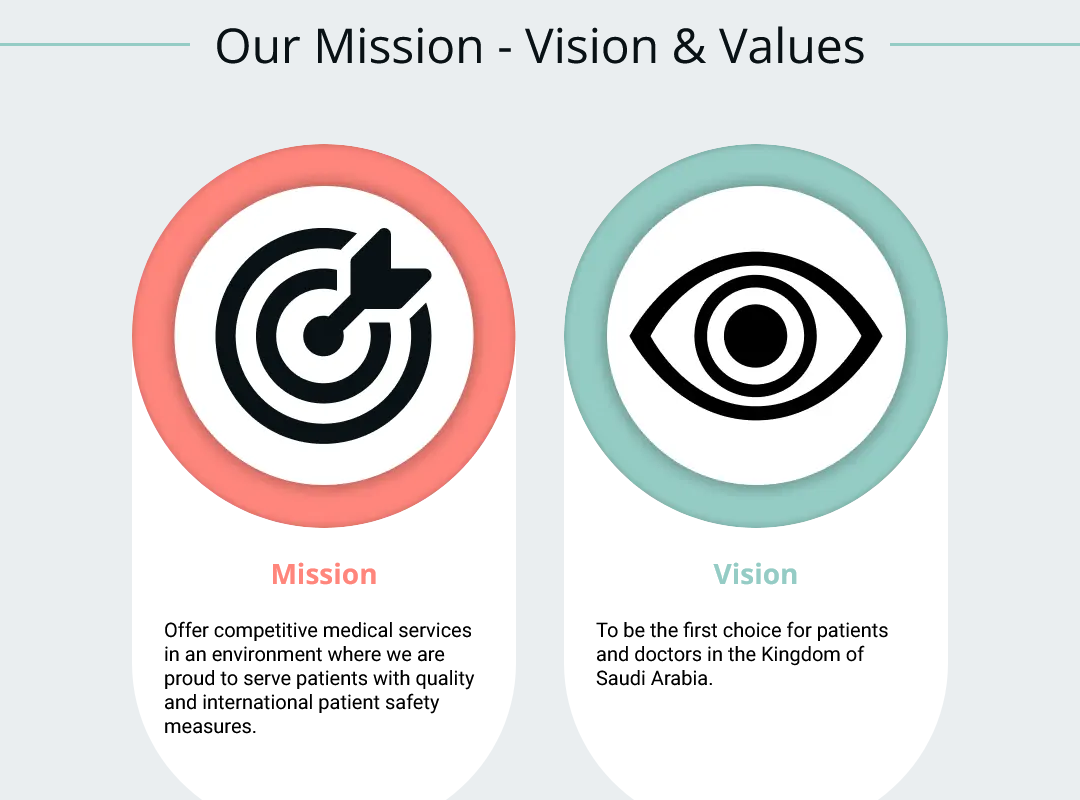 Our Mission - Vision & Values
Mission
Offer competitive medical services
in an environment where we are
proud to serve patients with quality
and international patient safety
measures.
Vision
To be the first choice for patients
and doctors in the Kingdom of
Saudi Arabia.